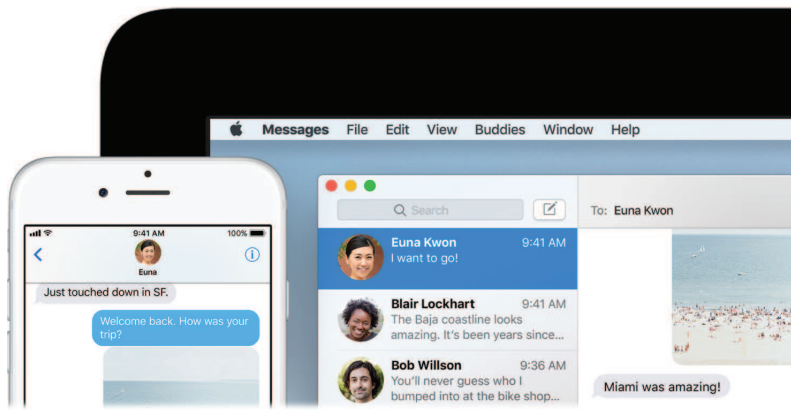 Messages File Edit View Buddies Window Help
9:41 AM
100%
Euna
Just touched down in SF.
Welcome back. How was your
trip?
Search
Euna Kwon 9:41 AM
I want to go!
Blair Lockhart 9:41 AM
The Baja coastline looks
amazing. It's been years since...
Bob Willson 9:36 AM
You'll never guess who I
bumped into at the bike shop...
To: Euna Kwon
Miami was amazing!